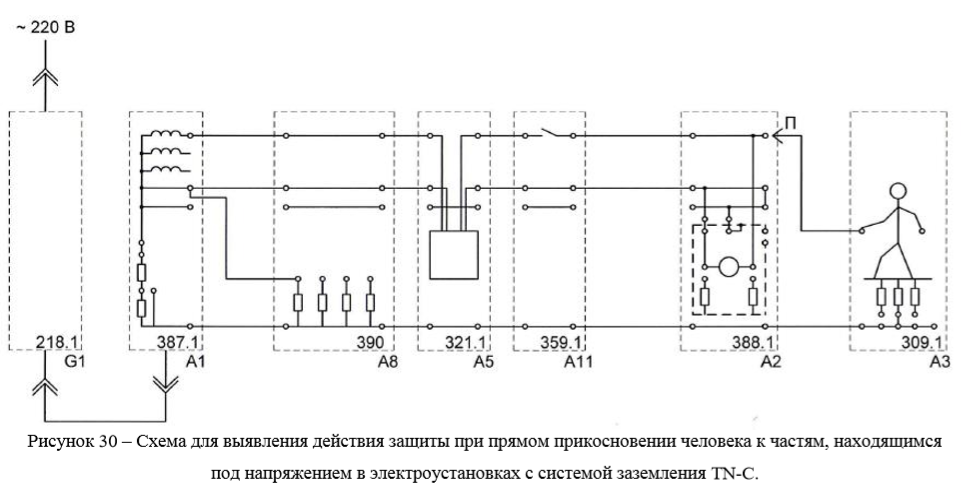 ~ 220 В
П
218.1
387.1
390
321.1
359.1
388.1
309.1
G1
A1
A8
A5
A11
A2
A3
Рисунок 30 – Схема для выявления действия защиты при прямом прикосновении человека к частям, находящимся
под напряжением в электроустановках с системой заземления TN-C.